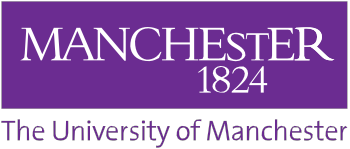 MANCHEsTER
1824
The University of Manchester